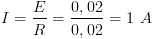 I = E/R = 0,02/0,02 = 1 A